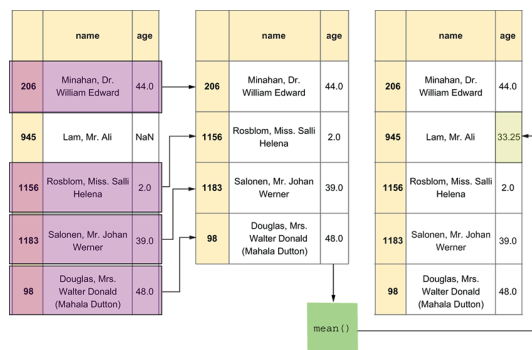 name age
206 Minahan, Dr. William Edward 44.0
945 Lam, Mr. Ali NaN
1156 Rosblom, Miss. Salli Helena 2.0
1183 Salonen, Mr. Johan Werner 39.0
98 Douglas, Mrs. Walter Donald (Mahala Dutton) 48.0
name age
206 Minahan, Dr. William Edward 44.0
1156 Rosblom, Miss. Salli Helena 2.0
1183 Salonen, Mr. Johan Werner 39.0
98 Douglas, Mrs. Walter Donald (Mahala Dutton) 48.0
mean()
name age
206 Minahan, Dr. William Edward 44.0
945 Lam, Mr. Ali 33.25
1156 Rosblom, Miss. Salli Helena 2.0
1183 Salonen, Mr. Johan Werner 39.0
98 Douglas, Mrs. Walter Donald (Mahala Dutton) 48.0